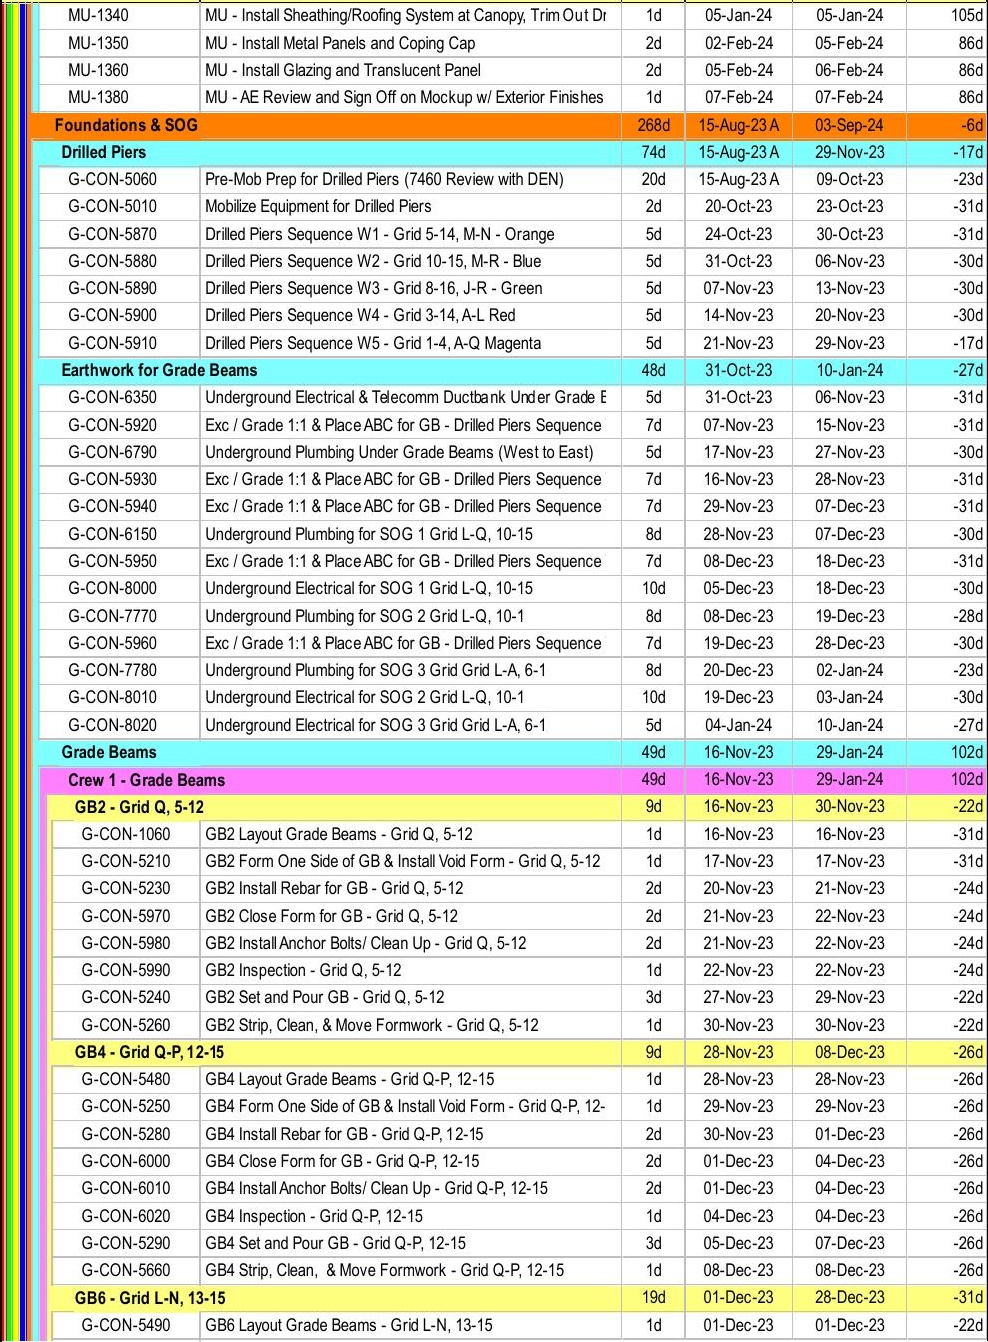 MU-1340 MU - Install Sheathing/Roofing System at Canopy, Trim Out Dr 1d 05-Jan-24 05-Jan-24 105d
MU-1350 MU - Install Metal Panels and Coping Cap 2d 02-Feb-24 05-Feb-24 86d
MU-1360 MU - Install Glazing and Translucent Panel 2d 05-Feb-24 06-Feb-24 86d
MU-1380 MU - AE Review and Sign Off on Mockup w/ Exterior Finishes 1d 07-Feb-24 07-Feb-24 86d
Foundations & SOG 268d 15-Aug-23 A 03-Sep-24 -6d
Drilled Piers 74d 15-Aug-23 A 29-Nov-23 -17d
G-CON-5060 Pre-Mob Prep for Drilled Piers (7460 Review with DEN) 20d 15-Aug-23 A 09-Oct-23 -23d
G-CON-5010 Mobilize Equipment for Drilled Piers 2d 20-Oct-23 23-Oct-23 -31d
G-CON-5870 Drilled Piers Sequence W1 - Grid 5-14, M-N - Orange 5d 24-Oct-23 30-Oct-23 -31d
G-CON-5880 Drilled Piers Sequence W2 - Grid 10-15, M-R - Blue 5d 31-Oct-23 06-Nov-23 -30d
G-CON-5890 Drilled Piers Sequence W3 - Grid 8-16, J-R - Green 5d 07-Nov-23 13-Nov-23 -30d
G-CON-5900 Drilled Piers Sequence W4 - Grid 3-14, A-L Red 5d 14-Nov-23 20-Nov-23 -30d
G-CON-5910 Drilled Piers Sequence W5 - Grid 1-4, A-Q Magenta 5d 21-Nov-23 29-Nov-23 -17d
Earthwork for Grade Beams 48d 31-Oct-23 10-Jan-24 -27d
G-CON-6350 Underground Electrical & Telecomm Ductbank Under Grade E 5d 31-Oct-23 06-Nov-23 -31d
G-CON-5920 Exc / Grade 1:1 & Place ABC for GB - Drilled Piers Sequence 7d 07-Nov-23 15-Nov-23 -31d
G-CON-6790 Underground Plumbing Under Grade Beams (West to East) 5d 17-Nov-23 27-Nov-23 -30d
G-CON-5930 Exc / Grade 1:1 & Place ABC for GB - Drilled Piers Sequence 7d 16-Nov-23 28-Nov-23 -31d
G-CON-5940 Exc / Grade 1:1 & Place ABC for GB - Drilled Piers Sequence 7d 29-Nov-23 07-Dec-23 -31d
G-CON-6150 Underground Plumbing for SOG 1 Grid L-Q, 10-15 8d 28-Nov-23 07-Dec-23 -30d
G-CON-5950 Exc / Grade 1:1 & Place ABC for GB - Drilled Piers Sequence 7d 08-Dec-23 18-Dec-23 -31d
G-CON-8000 Underground Electrical for SOG 1 Grid L-Q, 10-15 10d 05-Dec-23 18-Dec-23 -30d
G-CON-7770 Underground Plumbing for SOG 2 Grid L-Q, 10-1 8d 08-Dec-23 19-Dec-23 -28d
G-CON-5960 Exc / Grade 1:1 & Place ABC for GB - Drilled Piers Sequence 7d 19-Dec-23 28-Dec-23 -30d
G-CON-7780 Underground Plumbing for SOG 3 Grid Grid L-A, 6-1 8d 20-Dec-23 02-Jan-24 -23d
G-CON-8010 Underground Electrical for SOG 2 Grid L-Q, 10-1 10d 19-Dec-23 03-Jan-24 -30d
G-CON-8020 Underground Electrical for SOG 3 Grid Grid L-A, 6-1 5d 04-Jan-24 10-Jan-24 -27d
Grade Beams 49d 16-Nov-23 29-Jan-24 102d
Crew 1 - Grade Beams 49d 16-Nov-23 29-Jan-24 102d
GB2 - Grid Q, 5-12 9d 16-Nov-23 30-Nov-23 -22d
G-CON-1060 GB2 Layout Grade Beams - Grid Q, 5-12 1d 16-Nov-23 16-Nov-23 -31d
G-CON-5210 GB2 Form One Side of GB & Install Void Form - Grid Q, 5-12 1d 17-Nov-23 17-Nov-23 -31d
G-CON-5230 GB2 Install Rebar for GB - Grid Q, 5-12 2d 20-Nov-23 21-Nov-23 -24d
G-CON-5970 GB2 Close Form for GB - Grid Q, 5-12 2d 21-Nov-23 22-Nov-23 -24d
G-CON-5980 GB2 Install Anchor Bolts/ Clean Up - Grid Q, 5-12 2d 21-Nov-23 22-Nov-23 -24d
G-CON-5990 GB2 Inspection - Grid Q, 5-12 1d 22-Nov-23 22-Nov-23 -24d
G-CON-5240 GB2 Set and Pour GB - Grid Q, 5-12 3d 27-Nov-23 29-Nov-23 -22d
G-CON-5260 GB2 Strip, Clean, & Move Formwork - Grid Q, 5-12 1d 30-Nov-23 30-Nov-23 -22d
GB4 - Grid Q-P, 12-15 9d 28-Nov-23 08-Dec-23 -26d
G-CON-5480 GB4 Layout Grade Beams - Grid Q-P, 12-15 1d 28-Nov-23 28-Nov-23 -26d
G-CON-5250 GB4 Form One Side of GB & Install Void Form - Grid Q-P, 12- 1d 29-Nov-23 29-Nov-23 -26d
G-CON-5280 GB4 Install Rebar for GB - Grid Q-P, 12-15 2d 30-Nov-23 01-Dec-23 -26d
G-CON-6000 GB4 Close Form for GB - Grid Q-P, 12-15 2d 01-Dec-23 04-Dec-23 -26d
G-CON-6010 GB4 Install Anchor Bolts/ Clean Up - Grid Q-P, 12-15 2d 01-Dec-23 04-Dec-23 -26d
G-CON-6020 GB4 Inspection - Grid Q-P, 12-15 1d 04-Dec-23 04-Dec-23 -26d
G-CON-5290 GB4 Set and Pour GB - Grid Q-P, 12-15 3d 05-Dec-23 07-Dec-23 -26d
G-CON-5660 GB4 Strip, Clean, & Move Formwork - Grid Q-P, 12-15 1d 08-Dec-23 08-Dec-23 -26d
GB6 - Grid L-N, 13-15 19d 01-Dec-23 28-Dec-23 -31d
G-CON-5490 GB6 Layout Grade Beams - Grid L-N, 13-15 1d 01-Dec-23 01-Dec-23 -22d